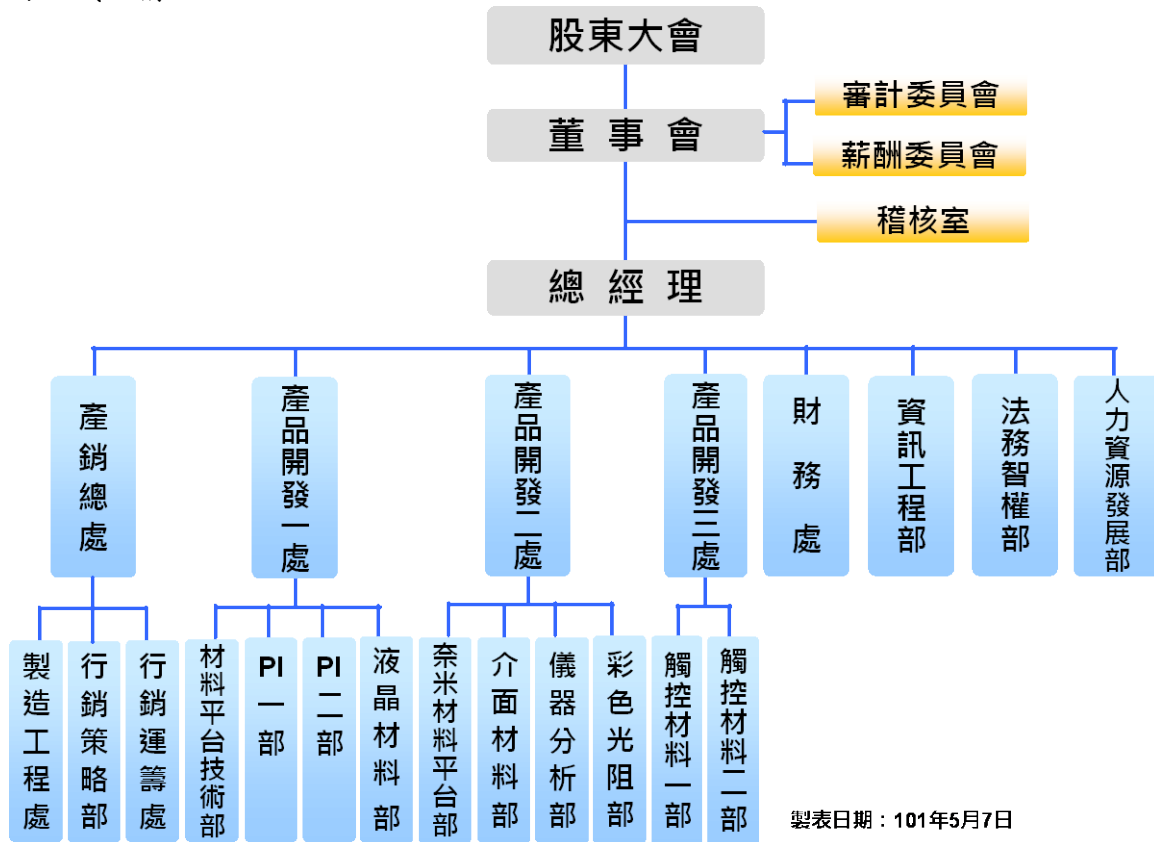 股東大會
董事會
審計委員會
薪酬委員會
稽核室
總經理
產銷總處
產品開發一處
產品開發二處
產品開發三處
財務處
資訊工程部
法務智權部
人力資源發展部
製造工程處
行銷策略部
行銷運籌處
材料平台技術部
PI一部
PI二部
液晶材料部
奈米材料平台部
介面材料部
儀器分析部
彩色光阻部
觸控材料一部
觸控材料二部
製表日期：101年5月7日